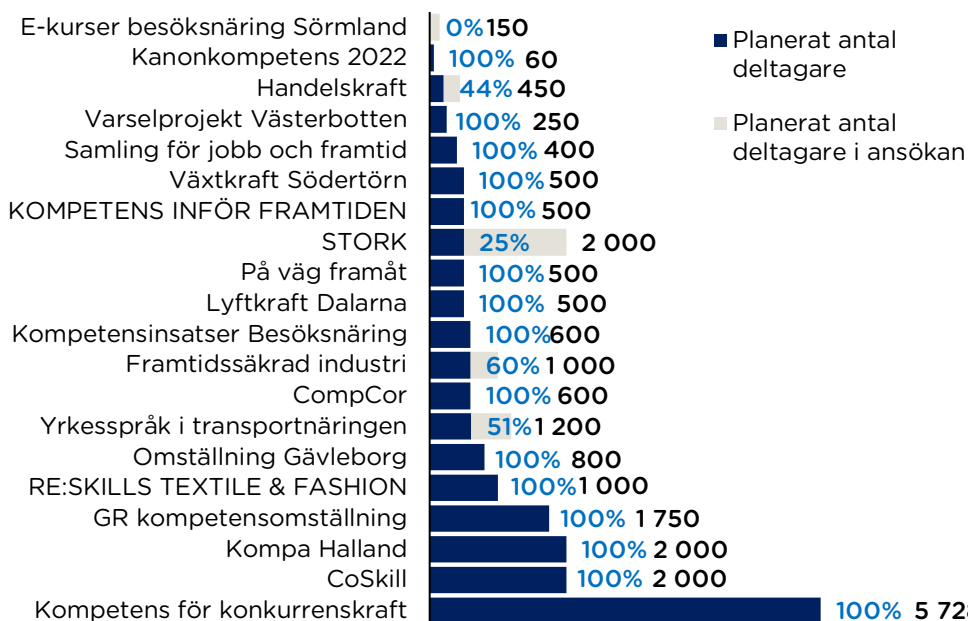 E-kurser besöksnäring Sörmland 0% 150
Kanonkompetens 2022 100% 60
Handelskraft 44% 450
Varselprojekt Västerbotten 100% 250
Samling för jobb och framtid 100% 400
Växtkraft Södertörn 100% 500
KOMPETENS INFÖR FRAMTIDEN 100% 500
STORK 25% 2 000
På väg framåt 100% 500
Lyftkraft Dalarna 100% 500
Kompetensinsatser Besöksnäring 100% 600
Framtidssäkrad industri 60% 1 000
CompCor 100% 600
Yrkesspråk i transportnäringen 51% 1 200
Omställning Gävleborg 100% 800
RE:SKILLS TEXTILE & FASHION 100% 1 000
GR kompetensomställning 100% 1 750
Kompa Halland 100% 2 000
CoSkill 100% 2 000
Kompetens för konkurrenskraft 100%
Planerat antal
deltagare
Planerat antal
deltagare i ansökan